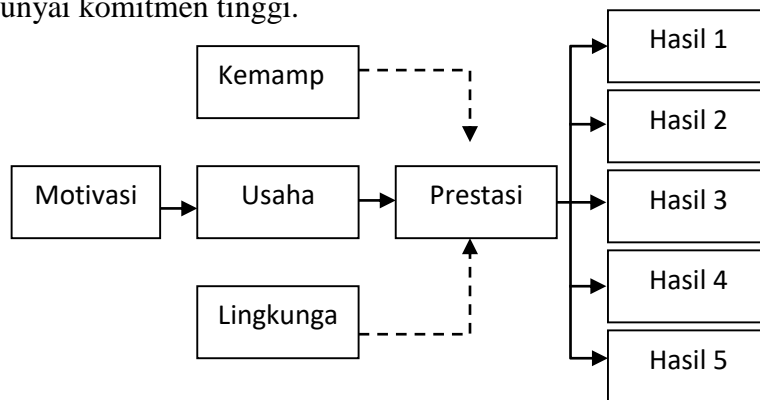 unyai komitmen tinggi.
Hasil 1
Kemamp
Hasil 2
Motivasi
Usaha
Prestasi
Hasil 3
Lingkunga
Hasil 4
Hasil 5